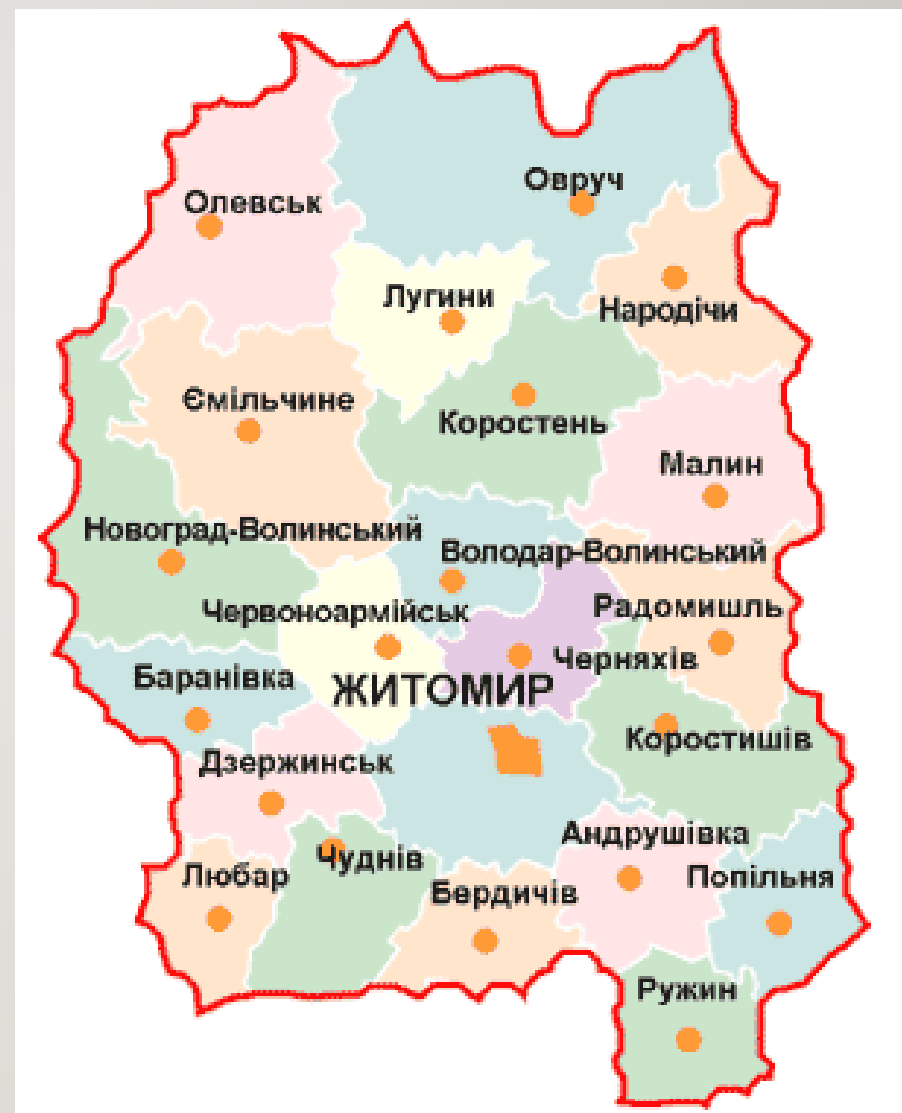 Овруч
Олевськ
Лугини
Народічи
Ємільчине
Коростень
Малин
Новоград-Волинський
Володар-Волинський
Червоноармійськ
Радомишль
Черняхів
Баранівка
ЖИТОМИР
Коростишів
Дзержинськ
Андрушівка
Чуднів
Любар
Попільня
Бердичів
Ружин